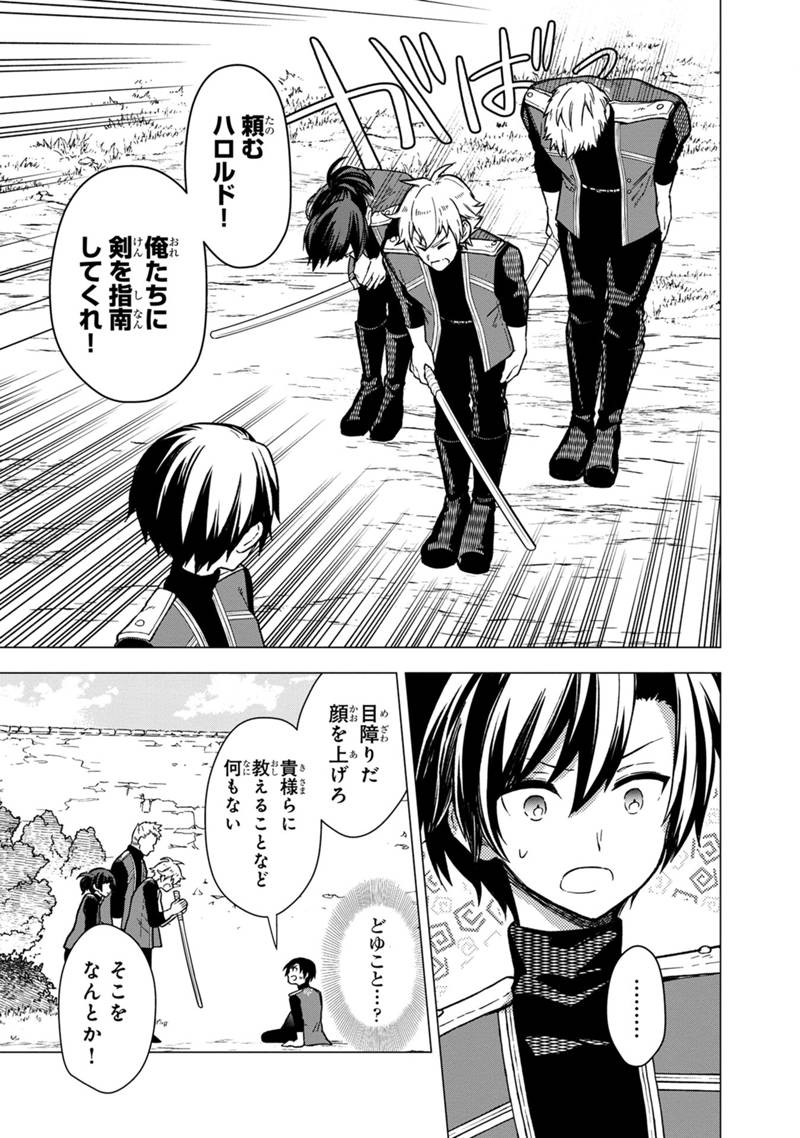 ガバッ
頼む
ハロルド！
俺たちに
剣を指南
してくれ！
………
目障りだ
顔を上げろ
貴様らに
教えることなど
何もない
どゆこと…？
そこを
なんとか！